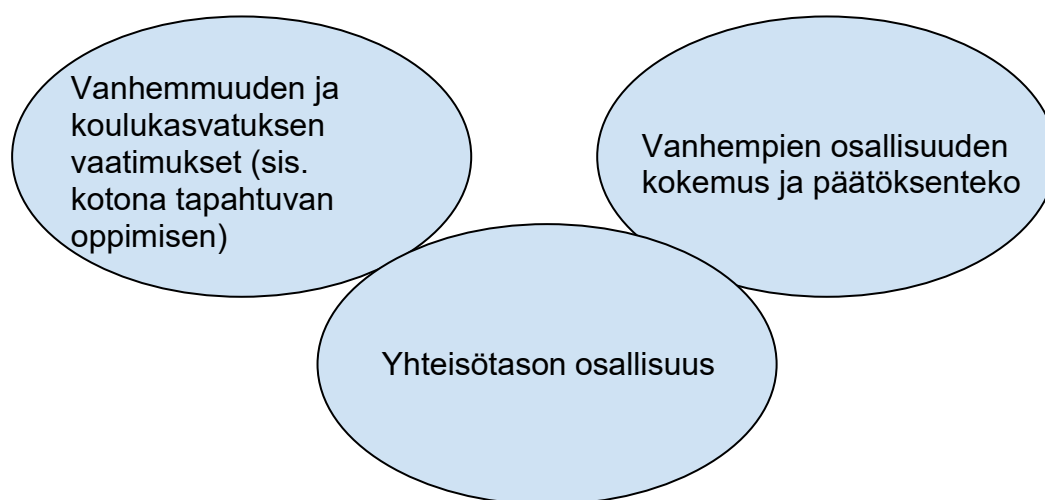 Vanhemmuuden ja
koulukasvatuksen
vaatimukset (sis.
kotona tapahtuvan
oppimisen)
Vanhempien osallisuuden
kokemus ja päätöksenteko
Yhteisötason osallisuus